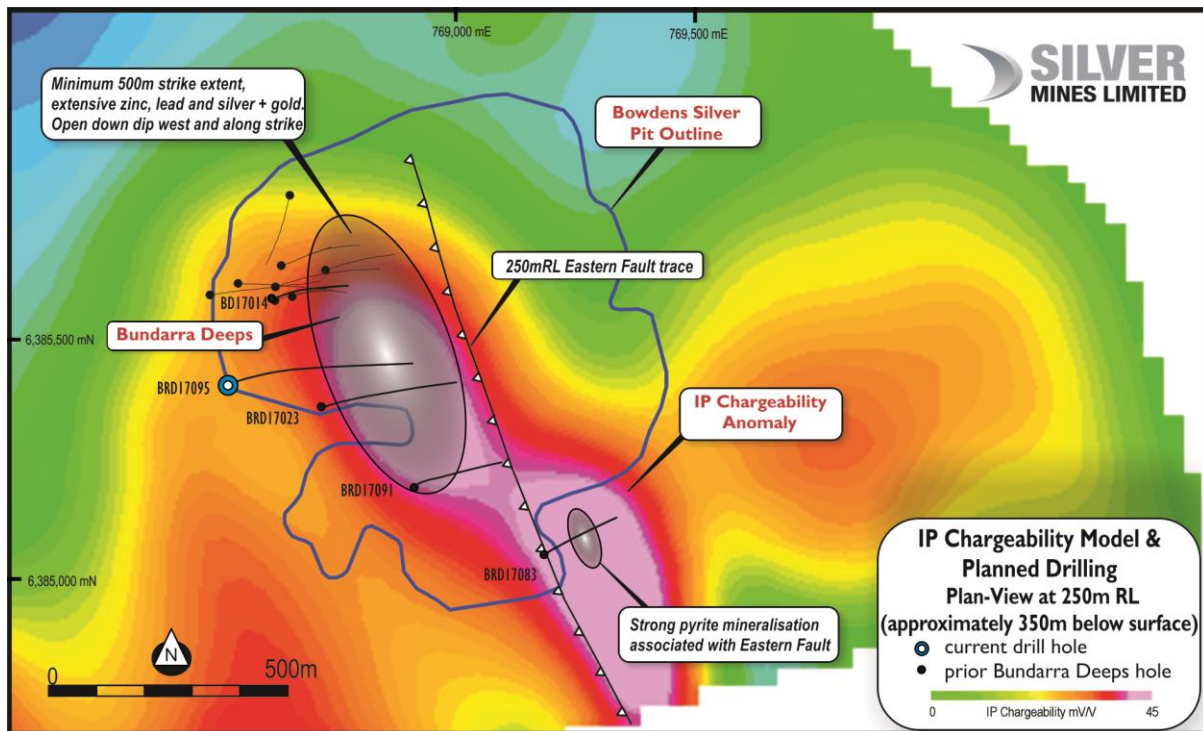 769,000 mE
769,500 mE
SILVER
MINES LIMITED
Minimum 500m strike extent,
extensive zinc, lead and silver + gold.
Open down dip west and along strike
Bowdens Silver
Pit Outline
250mRL Eastern Fault trace
BD17014
6,385,500 mN
Bundarra Deeps
BRD17095
BRD17023
IP Chargeability
Anomaly
BRD17091
BRD17083
6,385,000 mN
Strong pyrite mineralisation
associated with Eastern Fault
N
0
500m
IP Chargeability Model &
Planned Drilling
Plan-View at 250m RL
(approximately 350m below surface)
current drill hole
prior Bundarra Deeps hole
0 IP Chargeability mV/V 45